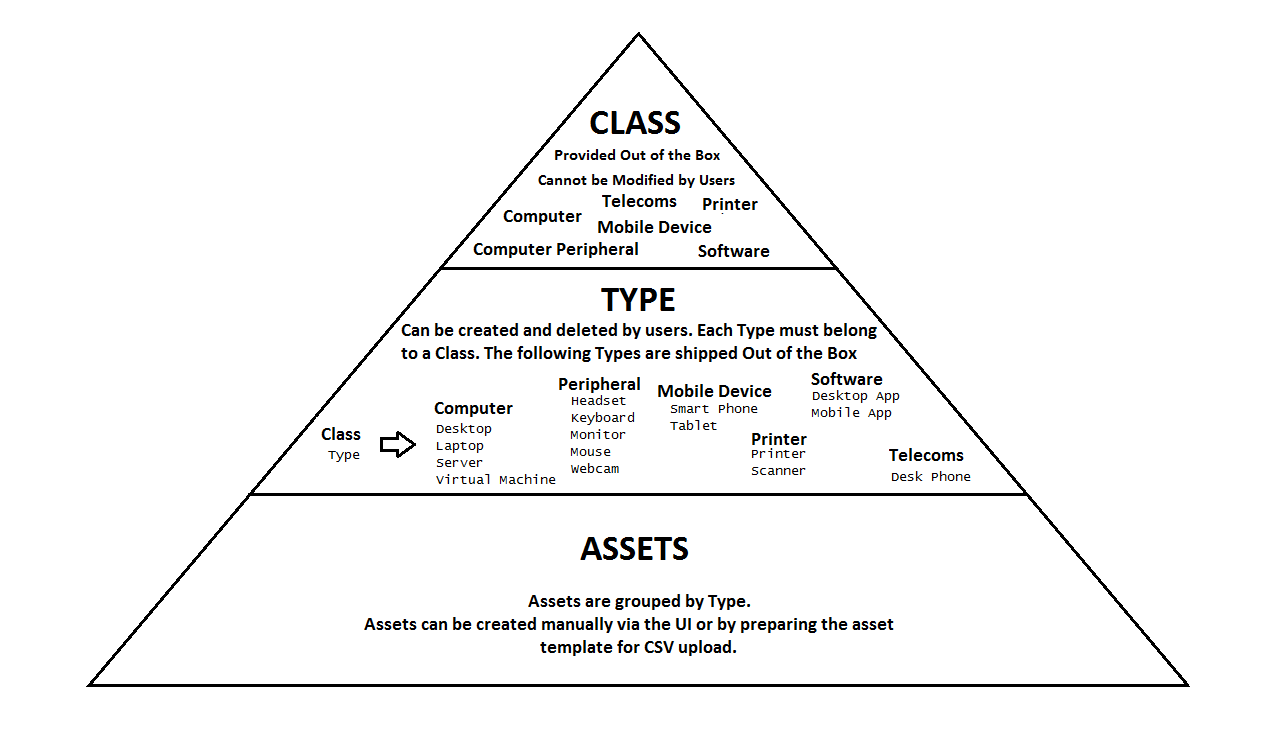 CLASS
Provided Out of the Box
Cannot be Modified by Users
Telecoms
Printer
Computer
Mobile Device
Computer Peripheral
Software
TYPE
Can be created and deleted by users. Each Type must belong
to a Class. The following Types are shipped Out of the Box
Class
Type
Computer
Desktop
Laptop
Server
Virtual Machine
Peripheral
Headset
Keyboard
Monitor
Mouse
Webcam
Mobile Device
Smart Phone
Tablet
Printer
Printer
Scanner
Software
Desktop App
Mobile App
Telecoms
Desk Phone
ASSETS
Assets are grouped by Type.
Assets can be created manually via the UI or by preparing the asset
template for CSV upload.